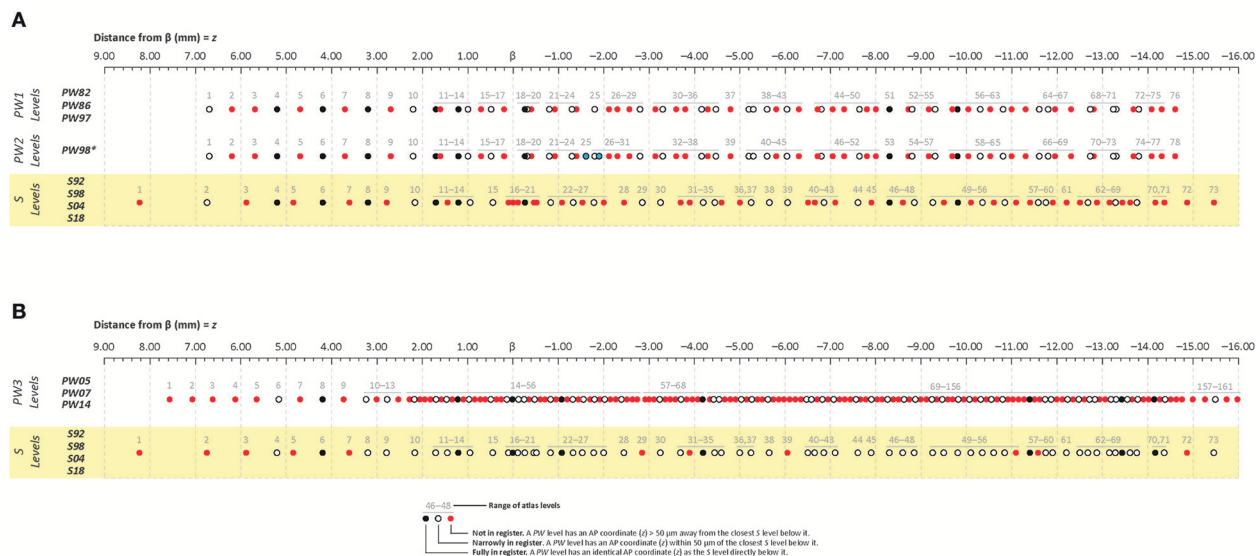 A
Distance from β (mm) = z
9.00 8.00 7.00 6.00 5.00 4.00 3.00 2.00 1.00 β −1.00 −2.00 −3.00 −4.00 −5.00 −6.00 −7.00 −8.00 −9.00 −10.00 −11.00 −12.00 −13.00 −14.00 −15.00 −16.00
PW1 Levels
PW82
PW86
PW97
1 2 3 4 5 6 7 8 9 10 11–14 15–17 18–20 21–24 25 26–29 30–36 37 38–43 44–50 51 52–55 56–63 64–67 68–71 72–75 76
PW2 Levels
PW98*
1 2 3 4 5 6 7 8 9 10 11–14 15–17 18–20 21–24 25 26–31 32–38 39 40–45 46–52 53 54–57 58–65 66–69 70–73 74–77 78
S Levels
S92
S98
S04
S18
1 2 3 4 5 6 7 8 9 10 11–14 15 16–21 22–27 28 29 30 31–35 36,37 38 39 40–43 44 45 46–48 49–56 57–60 61 62–69 70,71 72 73
B
Distance from β (mm) = z
9.00 8.00 7.00 6.00 5.00 4.00 3.00 2.00 1.00 β −1.00 −2.00 −3.00 −4.00 −5.00 −6.00 −7.00 −8.00 −9.00 −10.00 −11.00 −12.00 −13.00 −14.00 −15.00 −16.00
PW3 Levels
PW05
PW07
PW14
1 2 3 4 5 6 7 8 9 10–13 14–56 57–68 69–156 157–161
S Levels
S92
S98
S04
S18
1 2 3 4 5 6 7 8 9 10 11–14 15 16–21 22–27 28 29 30 31–35 36,37 38 39 40–43 44 45 46–48 49–56 57–60 61 62–69 70,71 72 73
46–48 Range of atlas levels
Not in register. A PW level has an AP coordinate (z) > 50 μm away from the closest S level below it.
Narrowly in register. A PW level has an AP coordinate (z) within 50 μm of the closest S level below it.
Fully in register. A PW level has an identical AP coordinate (z) as the S level directly below it.